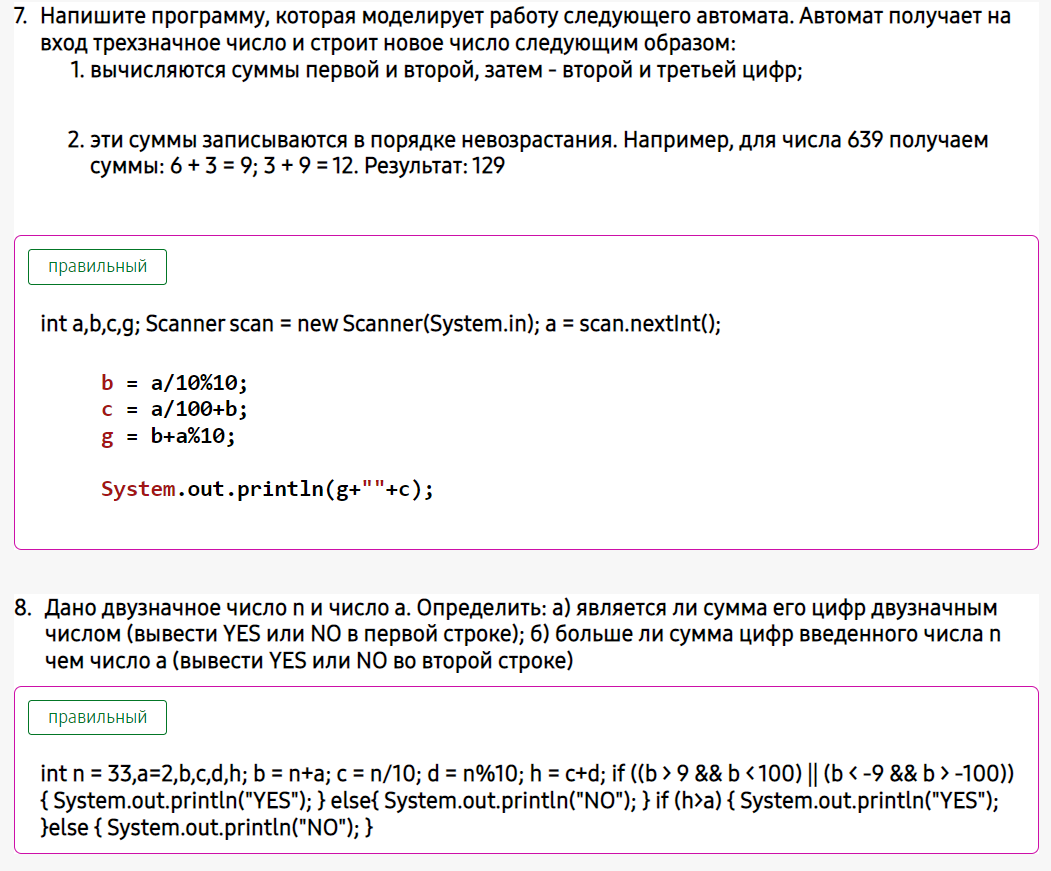 7. Напишите программу, которая моделирует работу следующего автомата. Автомат получает на
вход трехзначное число и строит новое число следующим образом:
1. вычисляются суммы первой и второй, затем - второй и третьей цифр;
2. эти суммы записываются в порядке невозрастания. Например, для числа 639 получаем
суммы: 6 + 3 = 9; 3 + 9 = 12. Результат: 129
правильный
int a,b,c,g; Scanner scan = new Scanner(System.in); a = scan.nextInt();
b = a/10%10;
c = a/100+b;
g = b+a%10;
System.out.println(g+""+c);
8. Дано двузначное число n и число a. Определить: а) является ли сумма его цифр двузначным
числом (вывести YES или NO в первой строке); б) больше ли сумма цифр введенного числа n
чем число a (вывести YES или NO во второй строке)
правильный
int n = 33,a=2,b,c,d,h; b = n+a; c = n/10; d = n%10; h = c+d; if ((b > 9 && b < 100) || (b < -9 && b > -100))
{ System.out.println("YES"); } else{ System.out.println("NO"); } if (h>a) { System.out.println("YES");
}else { System.out.println("NO"); }